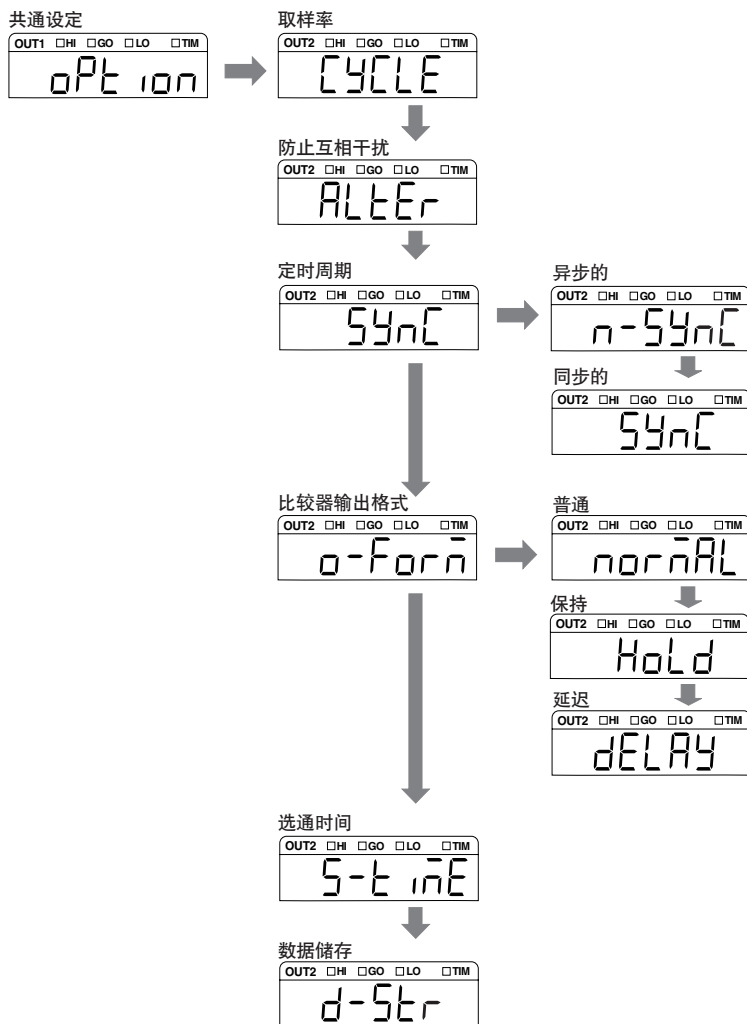 共通设定
OUT1 □HI □GO □LO □TIM
oPtion
取样率
OUT2 □HI □GO □LO □TIM
CYCLE
防止互相干扰
OUT2 □HI □GO □LO □TIM
ALtEr
定时周期
OUT2 □HI □GO □LO □TIM
SYnC
异步的
OUT2 □HI □GO □LO □TIM
n-SYnC
同步的
OUT2 □HI □GO □LO □TIM
SYnC
比较器输出格式
OUT2 □HI □GO □LO □TIM
o-Form
普通
OUT2 □HI □GO □LO □TIM
normAL
保持
OUT2 □HI □GO □LO □TIM
HoLd
延迟
OUT2 □HI □GO □LO □TIM
dELAY
选通时间
OUT2 □HI □GO □LO □TIM
S-timE
数据储存
OUT2 □HI □GO □LO □TIM
d-Str